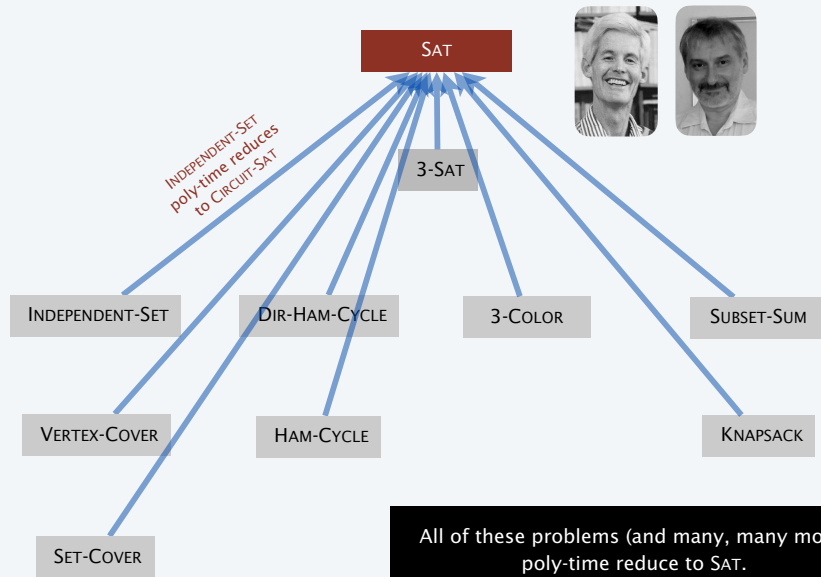 SAT
INDEPENDENT-SET
poly-time reduces
to CIRCUIT-SAT
3-SAT
INDEPENDENT-SET
DIR-HAM-CYCLE
3-COLOR
SUBSET-SUM
VERTEX-COVER
HAM-CYCLE
KNAPSACK
SET-COVER
All of these problems (and many, many mo
poly-time reduce to SAT.